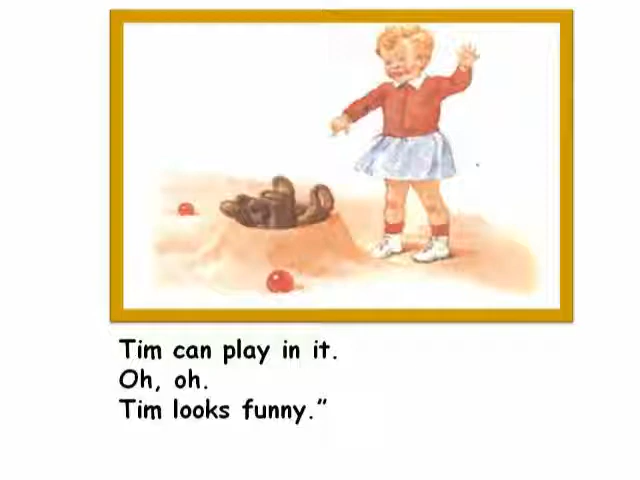 Tim can play in it.
Oh, oh.
Tim looks funny.”